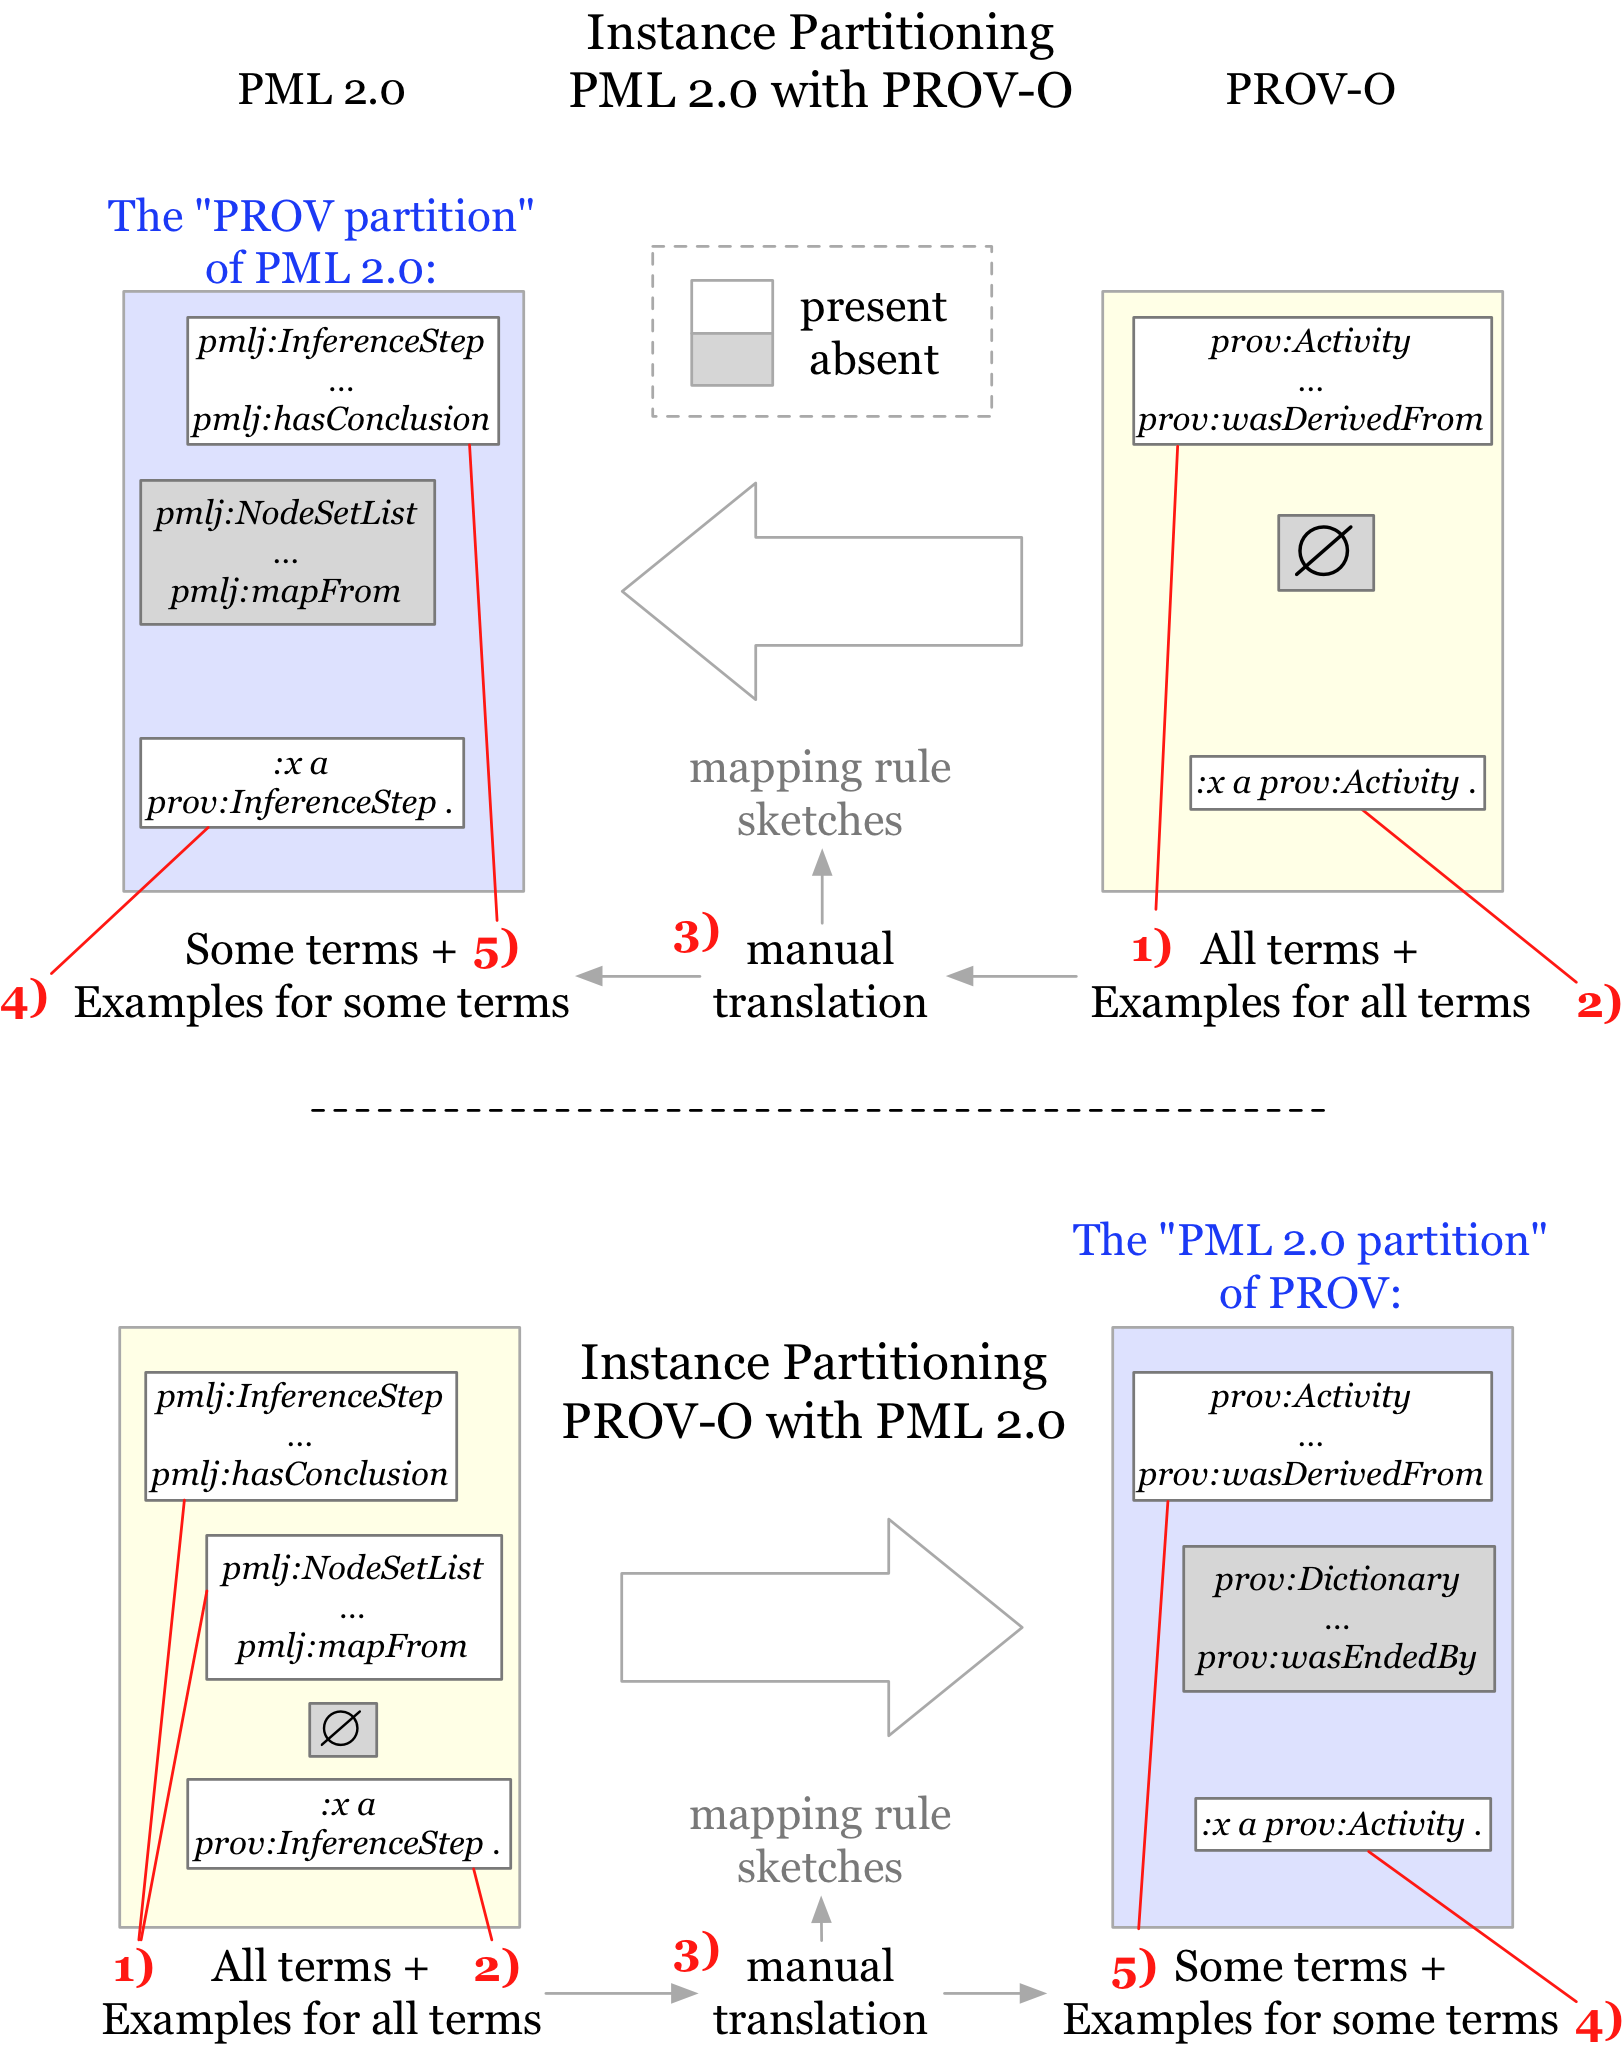 Instance Partitioning
PML 2.0 with PROV-O
PML 2.0
PROV-O
The "PROV partition"
of PML 2.0:
present
absent
pmlj:InferenceStep
...
pmlj:hasConclusion
pmlj:NodeSetList
...
pmlj:mapFrom
:x a
prov:InferenceStep .
prov:Activity
...
prov:wasDerivedFrom
∅
:x a prov:Activity .
mapping rule
sketches
Some terms + 5)
4) Examples for some terms
3) manual
translation
1) All terms +
Examples for all terms 2)
The "PML 2.0 partition"
of PROV:
Instance Partitioning
PROV-O with PML 2.0
pmlj:InferenceStep
...
pmlj:hasConclusion
pmlj:NodeSetList
...
pmlj:mapFrom
∅
:x a
prov:InferenceStep .
prov:Activity
...
prov:wasDerivedFrom
prov:Dictionary
...
prov:wasEndedBy
:x a prov:Activity .
mapping rule
sketches
1) All terms + 2)
Examples for all terms
3) manual
translation
5) Some terms +
Examples for some terms 4)